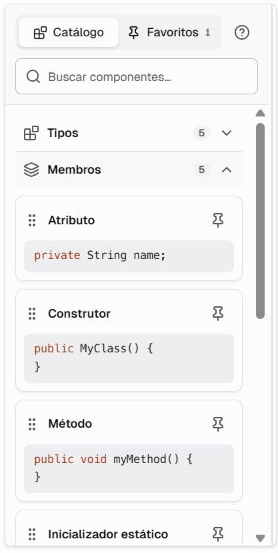 Catálogo
Favoritos 1
Buscar componentes...
Tipos 5
Membros 5
Atributo
private String name;
Construtor
public MyClass() {
}
Método
public void myMethod() {
}
Inicializador estático